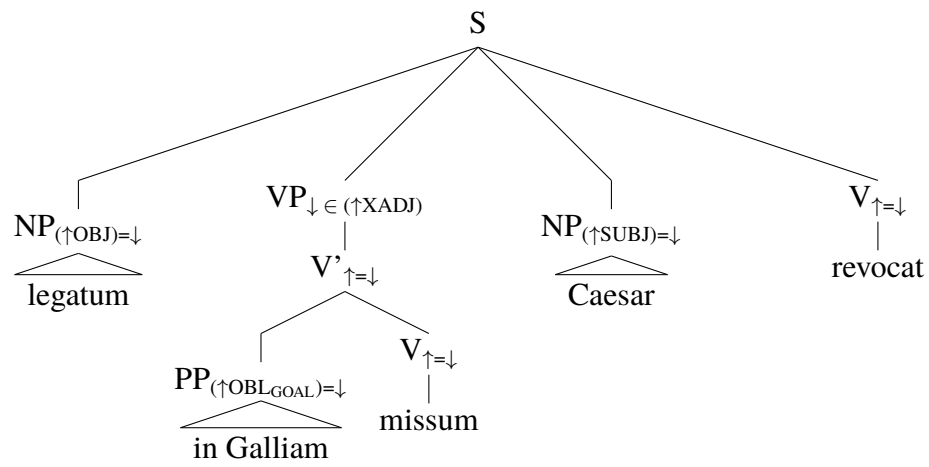 S
NP(↑OBJ)=↓ VP↓ ∈ (↑XADJ) NP(↑SUBJ)=↓ V↑=↓
legatum V’↑=↓ Caesar revocat
PP(↑OBLGOAL)=↓ V↑=↓
in Galliam missum